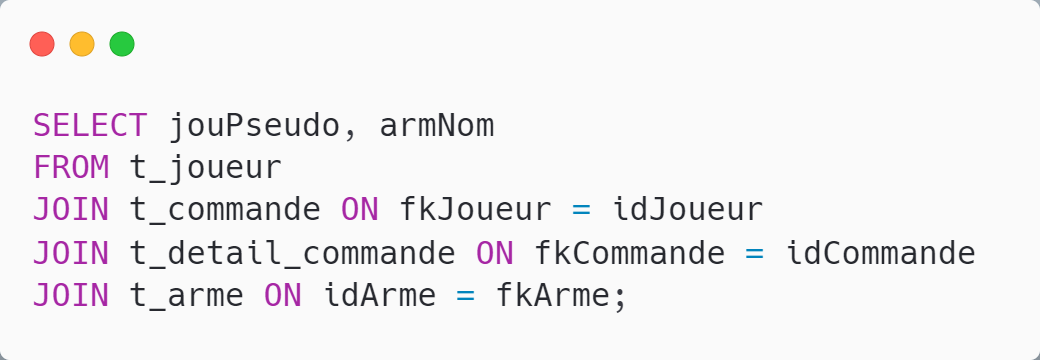 SELECT jouPseudo, armNom
FROM t_joueur
JOIN t_commande ON fkJoueur = idJoueur
JOIN t_detail_commande ON fkCommande = idCommande
JOIN t_arme ON idArme = fkArme;